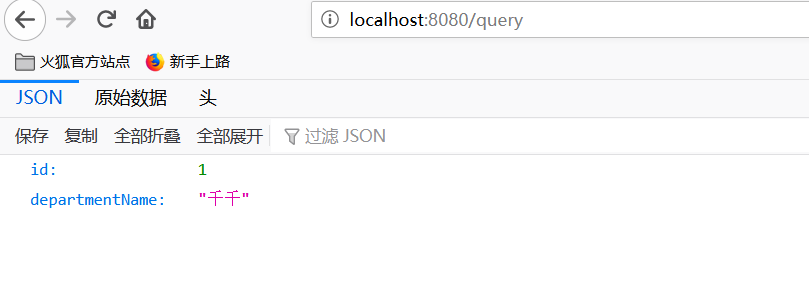 localhost:8080/query
火狐官方站点 新手上路
JSON 原始数据 头
保存 复制 全部折叠 全部展开 过滤 JSON
id: 1
departmentName: "千千"